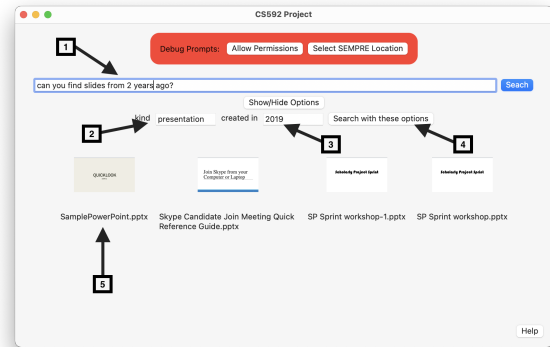 CS592 Project
1
Debug Prompts: Allow Permissions Select SEMPRE Location
can you find slides from 2 years ago?
Seach
Show/Hide Options
2
kind presentation created in 2019 Search with these options
3
4
QUICKLOOK
Join Skype from your
Computer or Laptop
Scholarly Project Sprint
Scholarly Project Sprint
SamplePowerPoint.pptx
Skype Candidate Join Meeting Quick
Reference Guide.pptx
SP Sprint workshop-1.pptx
SP Sprint workshop.pptx
5
Help